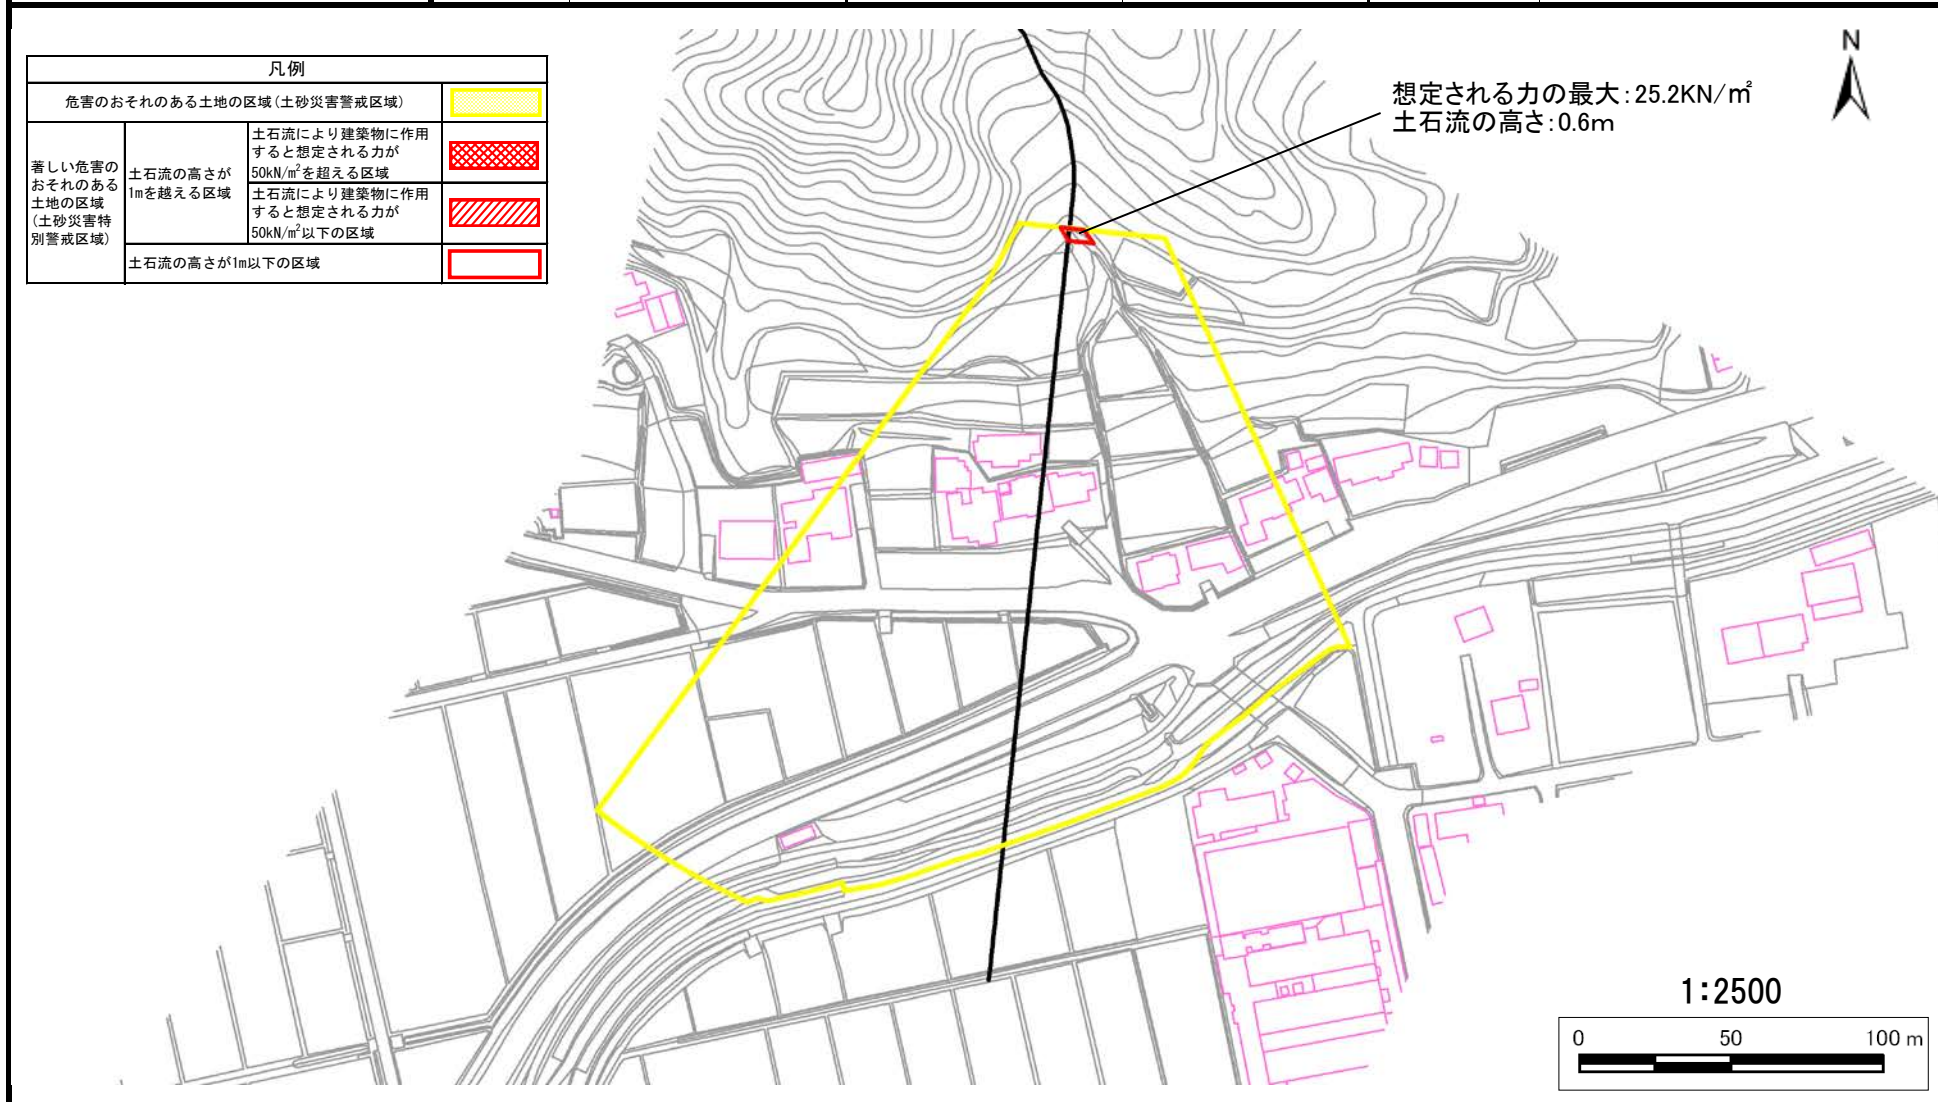 凡例
危害のおそれのある土地の区域(土砂災害警戒区域)
著しい危害の
おそれのある
土地の区域
(土砂災害特
別警戒区域)
土石流の高さが
1mを越える区域
土石流により建築物に作用
すると想定される力が
50kN/m²を超える区域
土石流により建築物に作用
すると想定される力が
50kN/m²以下の区域
土石流の高さが1m以下の区域
想定される力の最大:25.2KN/㎡
土石流の高さ:0.6m
N
1:2500
0 50 100 m